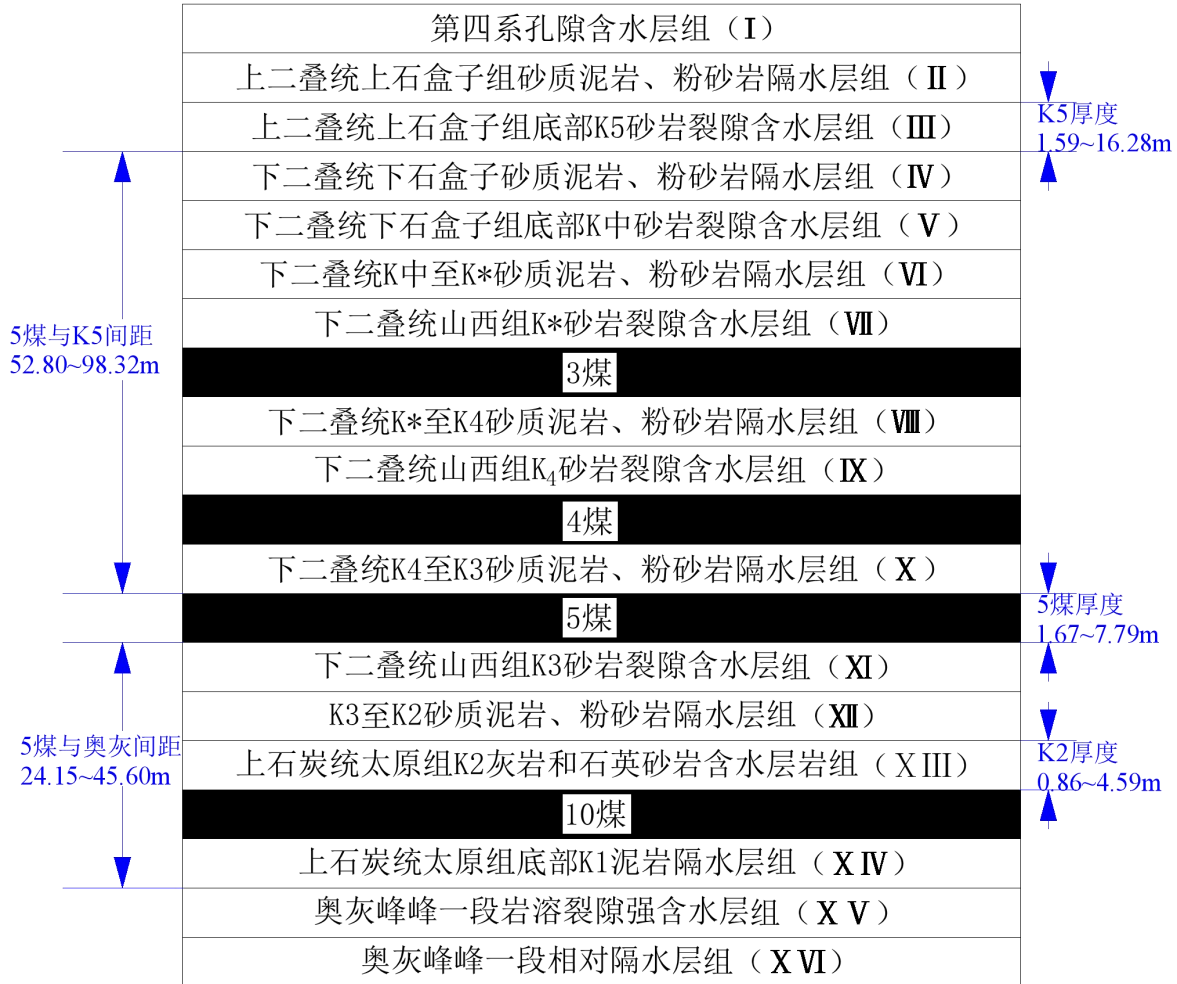 第四系孔隙含水层组（Ⅰ）
上二叠统上石盒子组砂质泥岩、粉砂岩隔水层组（Ⅱ）
K5厚度
1.59~16.28m
上二叠统上石盒子组底部K5砂岩裂隙含水层组（Ⅲ）
下二叠统下石盒子砂质泥岩、粉砂岩隔水层组（Ⅳ）
下二叠统下石盒子组底部K中砂岩裂隙含水层组（Ⅴ）
下二叠统K中至K*砂质泥岩、粉砂岩隔水层组（Ⅵ）
下二叠统山西组K*砂岩裂隙含水层组（Ⅶ）
5煤与K5间距
52.80~98.32m
3煤
下二叠统K*至K4砂质泥岩、粉砂岩隔水层组（Ⅷ）
下二叠统山西组K₄砂岩裂隙含水层组（Ⅸ）
4煤
下二叠统K4至K3砂质泥岩、粉砂岩隔水层组（Ⅹ）
5煤
5煤厚度
1.67~7.79m
下二叠统山西组K3砂岩裂隙含水层组（Ⅺ）
K3至K2砂质泥岩、粉砂岩隔水层组（Ⅻ）
5煤与奥灰间距
24.15~45.60m
上石炭统太原组K2灰岩和石英砂岩含水层岩组（ⅩⅢ）
K2厚度
0.86~4.59m
10煤
上石炭统太原组底部K1泥岩隔水层组（ⅩⅣ）
奥灰峰峰一段岩溶裂隙强含水层组（ⅩⅤ）
奥灰峰峰一段相对隔水层组（ⅩⅥ）